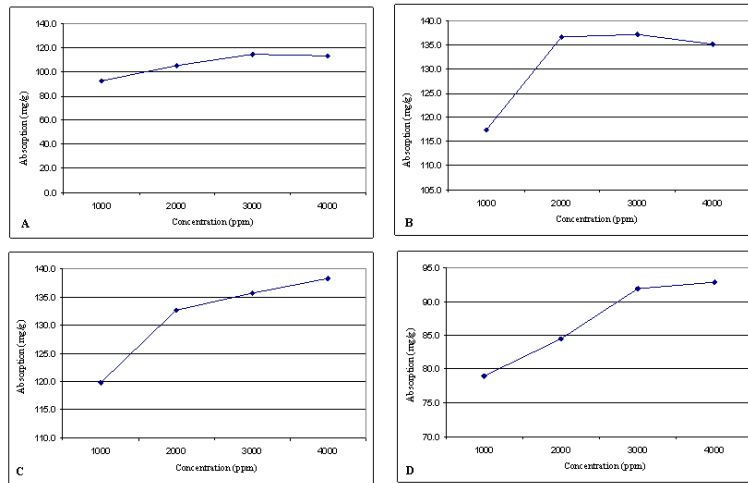 140.0
120.0
100.0
80.0
60.0
40.0
20.0
0.0
Absorption (mg/g)
1000 2000 3000 4000
Concentration (ppm)
A
140.0
135.0
130.0
125.0
120.0
115.0
110.0
105.0
Absorption (mg/g)
1000 2000 3000 4000
Concentration (ppm)
B
140.0
135.0
130.0
125.0
120.0
115.0
110.0
Absorption (mg/g)
1000 2000 3000 4000
Concentration (ppm)
C
95.0
90.0
85.0
80.0
75.0
70.0
Absorption (mg/g)
1000 2000 3000 4000
Concentration (ppm)
D